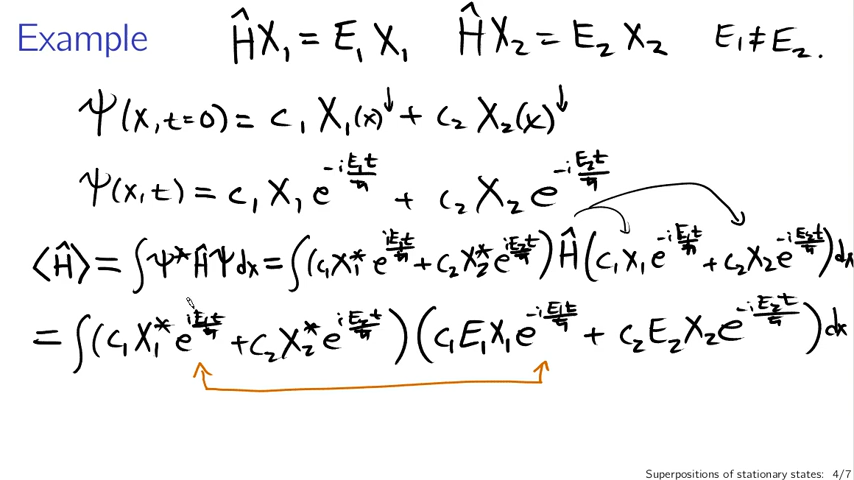 Example ĤX₁ = E₁X₁ ĤX₂ = E₂X₂ E₁ ≠ E₂.
Ψ(x,t=0) = c₁X₁(x) + c₂X₂(x)
Ψ(x,t) = c₁X₁e^{-iE₁t/ħ} + c₂X₂e^{-iE₂t/ħ}
⟨Ĥ⟩ = ∫Ψ*ĤΨdx = ∫(c₁X₁*e^{iE₁t/ħ} + c₂X₂*e^{iE₂t/ħ})Ĥ(c₁X₁e^{-iE₁t/ħ} + c₂X₂e^{-iE₂t/ħ})dx
= ∫(c₁X₁*e^{iE₁t/ħ} + c₂X₂*e^{iE₂t/ħ})(c₁E₁X₁e^{-iE₁t/ħ} + c₂E₂X₂e^{-iE₂t/ħ})dx
Superpositions of stationary states: 4/7